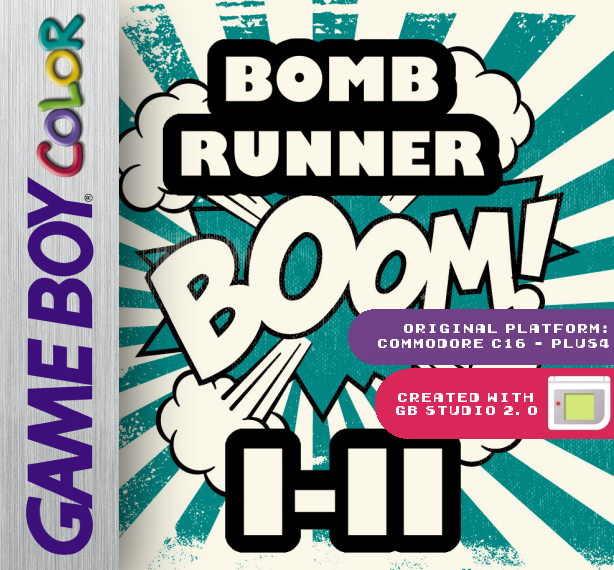 GAME BOY® COLOR
BOMB
RUNNER
BOOM!
ORIGINAL PLATFORM:
COMMODORE C16 - PLUS4
CREATED WITH
GB STUDIO 2.0
I-II